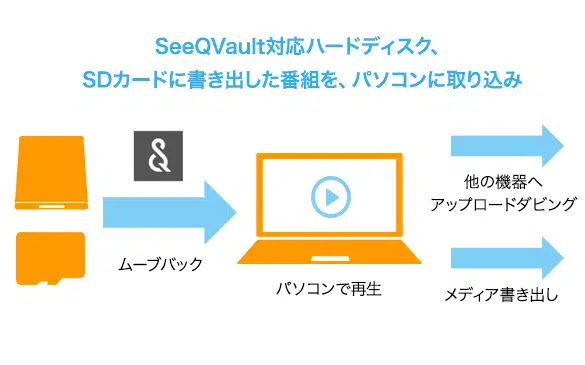 SeeQVault対応ハードディスク、
SDカードに書き出した番組を、パソコンに取り込み
ムーブバック
パソコンで再生
他の機器へ
アップロードダビング
メディア書き出し